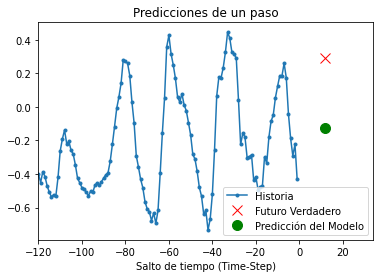 Predicciones de un paso
0.4
0.2
0.0
−0.2
−0.4
−0.6
Historia
Futuro Verdadero
Predicción del Modelo
−120 −100 −80 −60 −40 −20 0 20
Salto de tiempo (Time-Step)